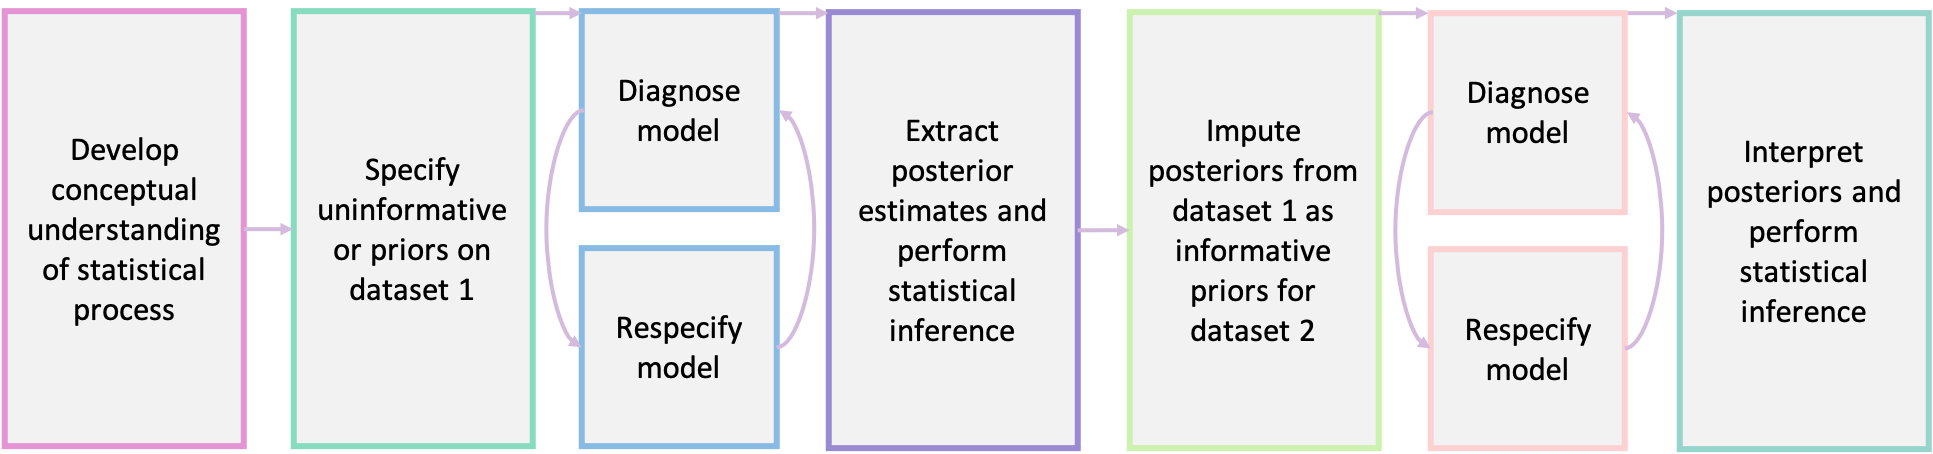 Develop
conceptual
understanding
of statistical
process
Specify
uninformative
or priors on
dataset 1
Diagnose
model
Respecify
model
Extract
posterior
estimates and
perform
statistical
inference
Impute
posteriors from
dataset 1 as
informative
priors for
dataset 2
Diagnose
model
Respecify
model
Interpret
posteriors and
perform
statistical
inference